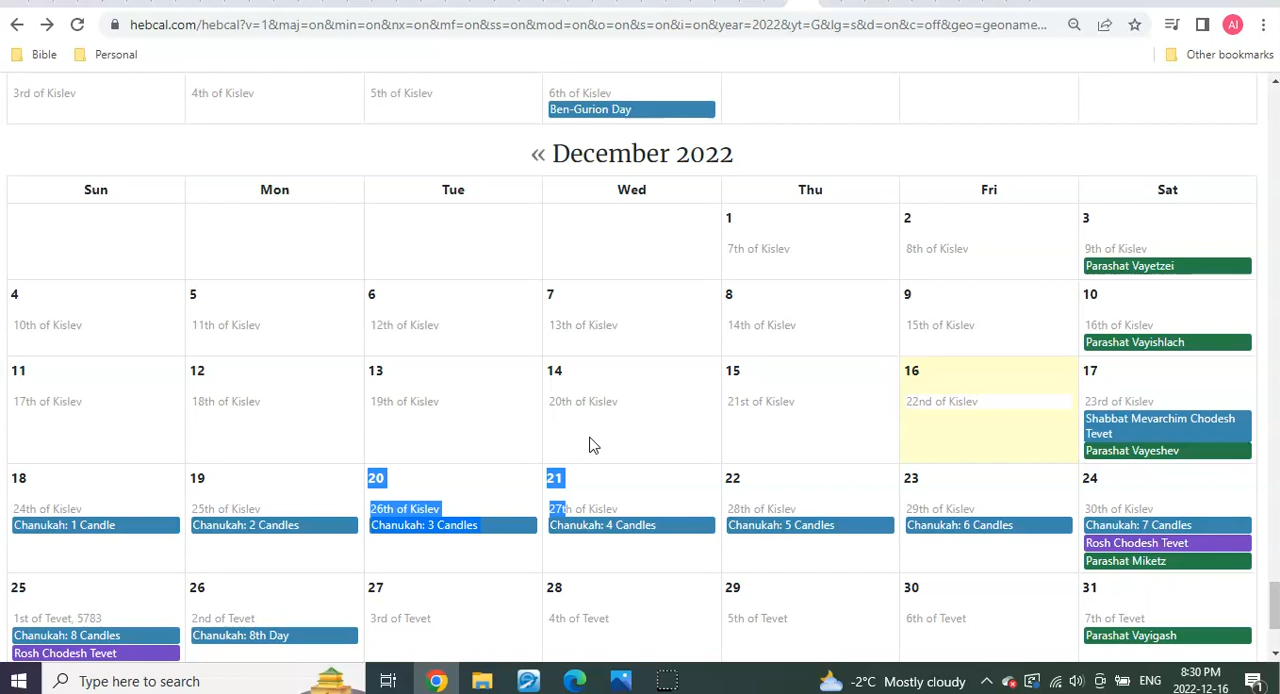 hebcal.com/hebcal?v=1&maj=on&min=on&nx=on&mf=on&ss=on&mod=on&o=on&s=on&i=on&year=2022&yt=G&lg=s&d=on&c=off&geo=geoname...
AI
Bible
Personal
Other bookmarks
3rd of Kislev
4th of Kislev
5th of Kislev
6th of Kislev
Ben-Gurion Day
« December 2022
Sun Mon Tue Wed Thu Fri Sat
1 2 3
7th of Kislev 8th of Kislev 9th of Kislev
Parashat Vayetzei
4 5 6 7 8 9 10
10th of Kislev 11th of Kislev 12th of Kislev 13th of Kislev 14th of Kislev 15th of Kislev 16th of Kislev
Parashat Vayishlach
11 12 13 14 15 16 17
17th of Kislev 18th of Kislev 19th of Kislev 20th of Kislev 21st of Kislev 22nd of Kislev 23rd of Kislev
Shabbat Mevarchim Chodesh
Tevet
Parashat Vayeshev
18 19 20 21 22 23 24
24th of Kislev 25th of Kislev 26th of Kislev 27th of Kislev 28th of Kislev 29th of Kislev 30th of Kislev
Chanukah: 1 Candle Chanukah: 2 Candles Chanukah: 3 Candles Chanukah: 4 Candles Chanukah: 5 Candles Chanukah: 6 Candles Chanukah: 7 Candles
Rosh Chodesh Tevet
Parashat Miketz
25 26 27 28 29 30 31
1st of Tevet, 5783 2nd of Tevet 3rd of Tevet 4th of Tevet 5th of Tevet 6th of Tevet 7th of Tevet
Chanukah: 8 Candles Chanukah: 8th Day Parashat Vayigash
Rosh Chodesh Tevet
Type here to search
-2°C Mostly cloudy
ENG
8:30 PM
2022-12-16